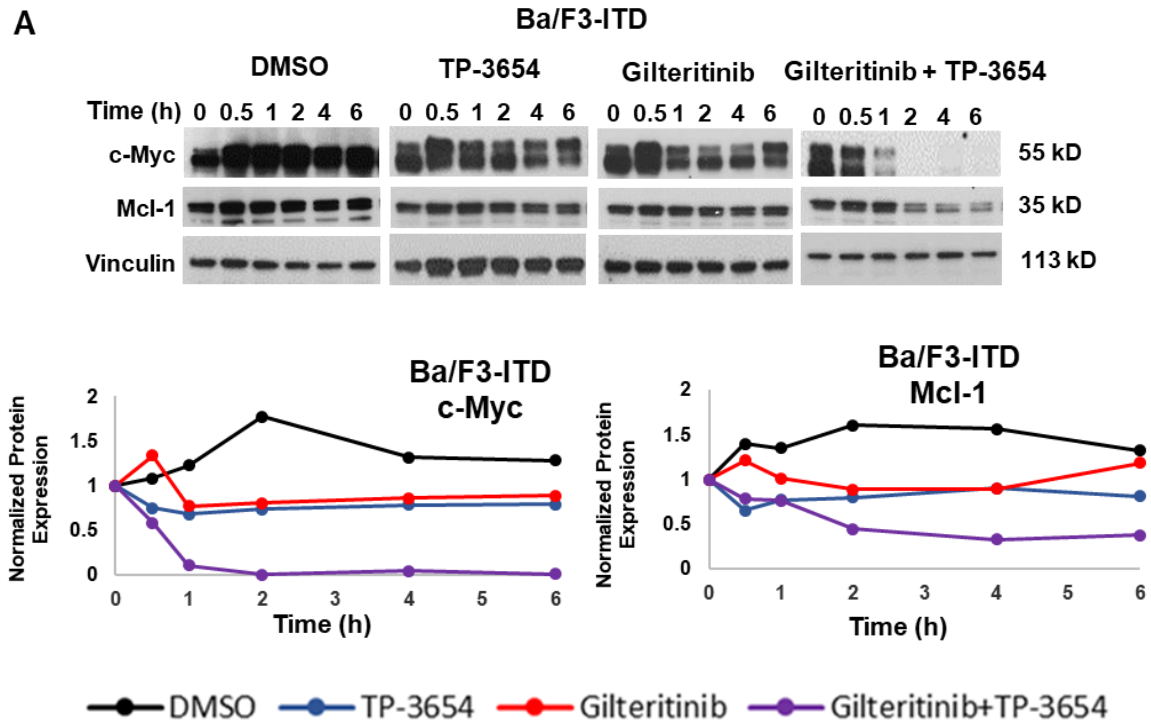 A
Ba/F3-ITD
DMSO TP-3654 Gilteritinib Gilteritinib + TP-3654
Time (h) 0 0.5 1 2 4 6 0 0.5 1 2 4 6 0 0.5 1 2 4 6 0 0.5 1 2 4 6
c-Myc 55 kD
Mcl-1 35 kD
Vinculin 113 kD
Ba/F3-ITD
c-Myc
Normalized Protein
Expression
2
1.5
1
0.5
0
0 1 2 3 4 5 6
Time (h)
Ba/F3-ITD
Mcl-1
Normalized Protein
Expression
2
1.5
1
0.5
0
0 1 2 3 4 5 6
Time (h)
DMSO TP-3654 Gilteritinib Gilteritinib+TP-3654